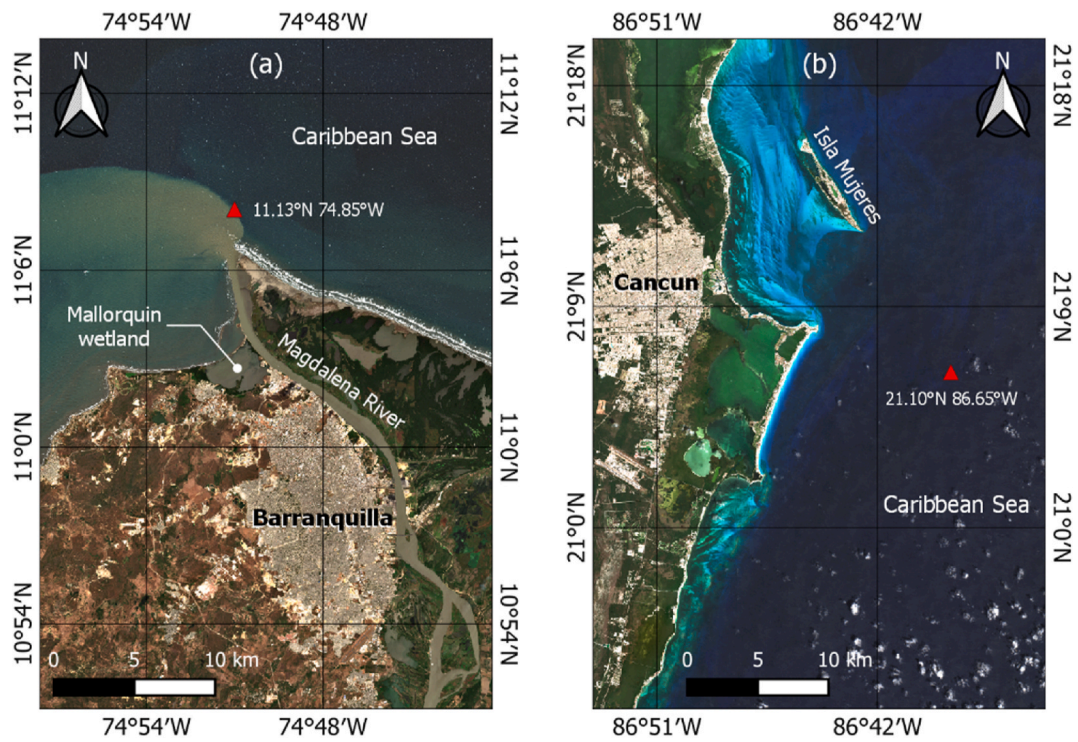 74°54′W 74°48′W
86°51′W 86°42′W
N
(a)
11°12′N
11°12′N
Caribbean Sea
11.13°N 74.85°W
11°6′N
11°6′N
Mallorquin
wetland
Magdalena River
11°0′N
11°0′N
Barranquilla
10°54′N
10°54′N
0 5 10 km
74°54′W 74°48′W
(b)
N
21°18′N
21°18′N
Isla Mujeres
Cancun
21°9′N
21°9′N
21.10°N 86.65°W
Caribbean Sea
21°0′N
21°0′N
0 5 10 km
86°51′W 86°42′W